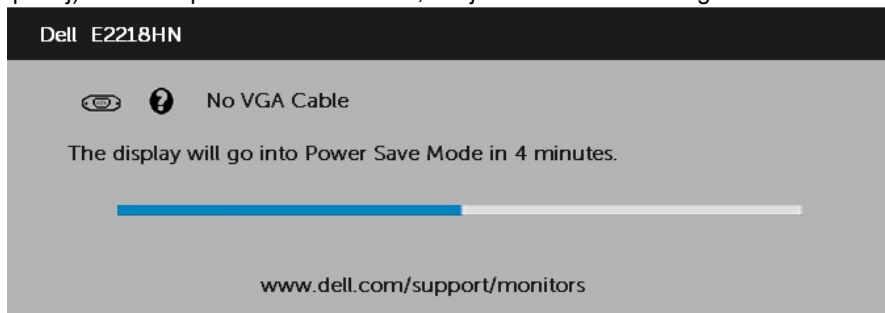 Dell E2218HN
No VGA Cable
The display will go into Power Save Mode in 4 minutes.
www.dell.com/support/monitors